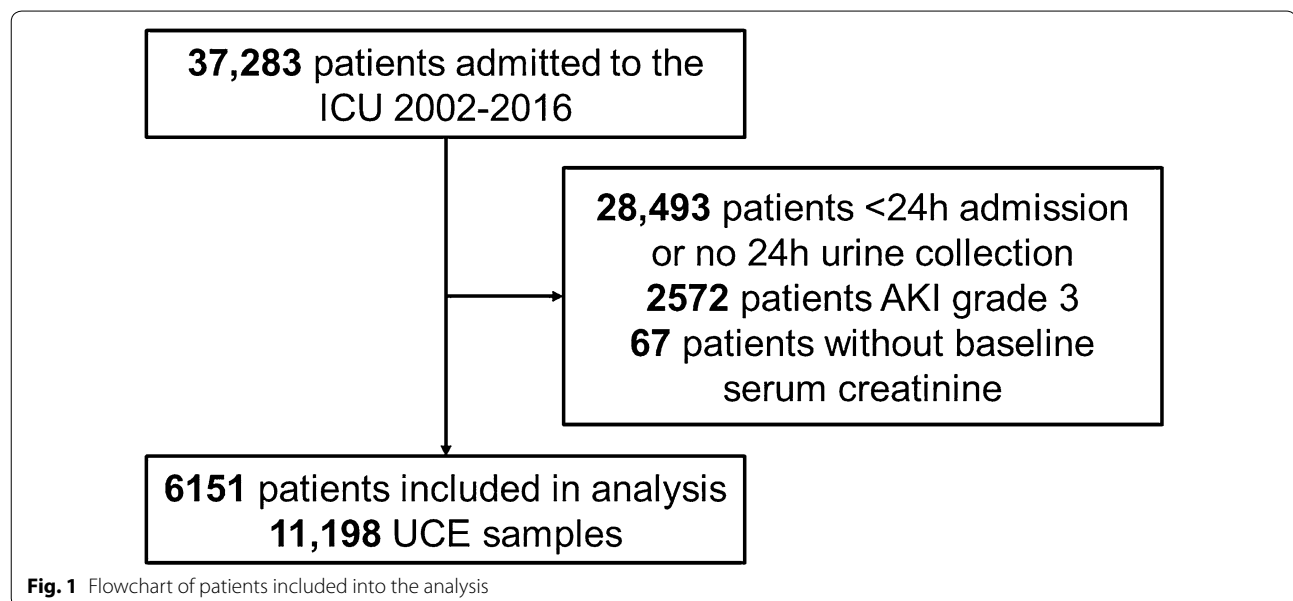 37,283 patients admitted to the
ICU 2002-2016
28,493 patients <24h admission
or no 24h urine collection
2572 patients AKI grade 3
67 patients without baseline
serum creatinine
6151 patients included in analysis
11,198 UCE samples
Fig. 1 Flowchart of patients included into the analysis